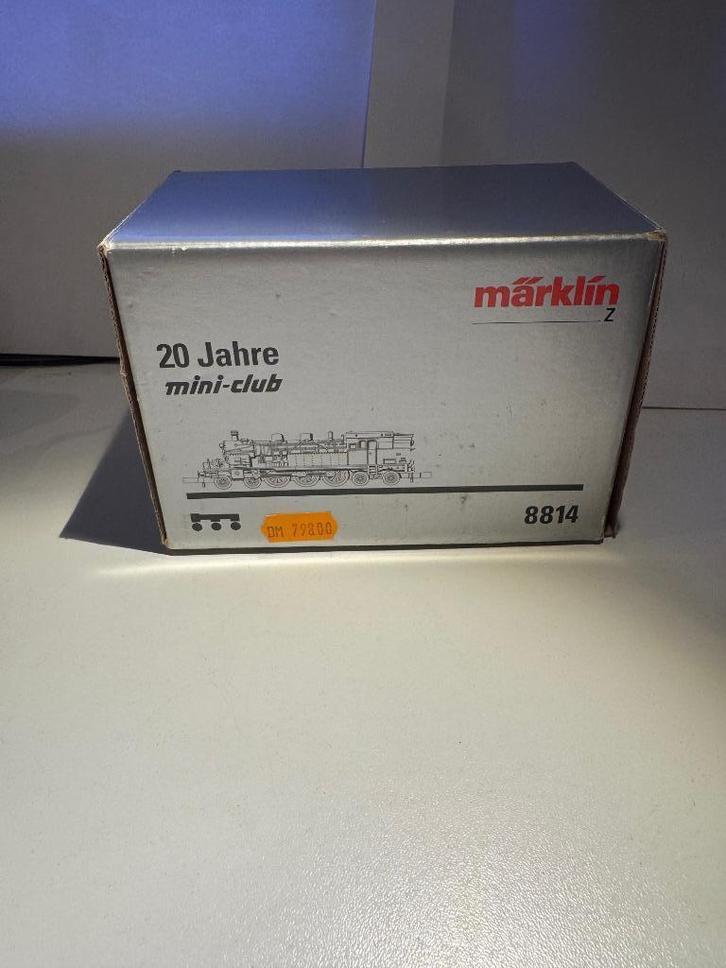 märklin
Z
20 Jahre
mini-club
DM 798.00
8814